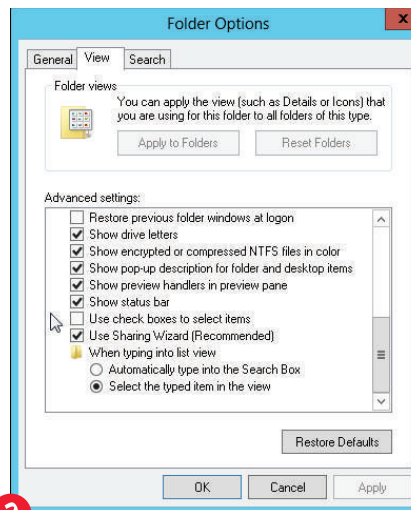 Folder Options
x
General View Search
Folder views
You can apply the view (such as Details or Icons) that
you are using for this folder to all folders of this type.
Apply to Folders Reset Folders
Advanced settings:
Restore previous folder windows at logon
Show drive letters
Show encrypted or compressed NTFS files in color
Show pop-up description for folder and desktop items
Show preview handlers in preview pane
Show status bar
Use check boxes to select items
Use Sharing Wizard (Recommended)
When typing into list view
Automatically type into the Search Box
Select the typed item in the view
Restore Defaults
OK Cancel Apply